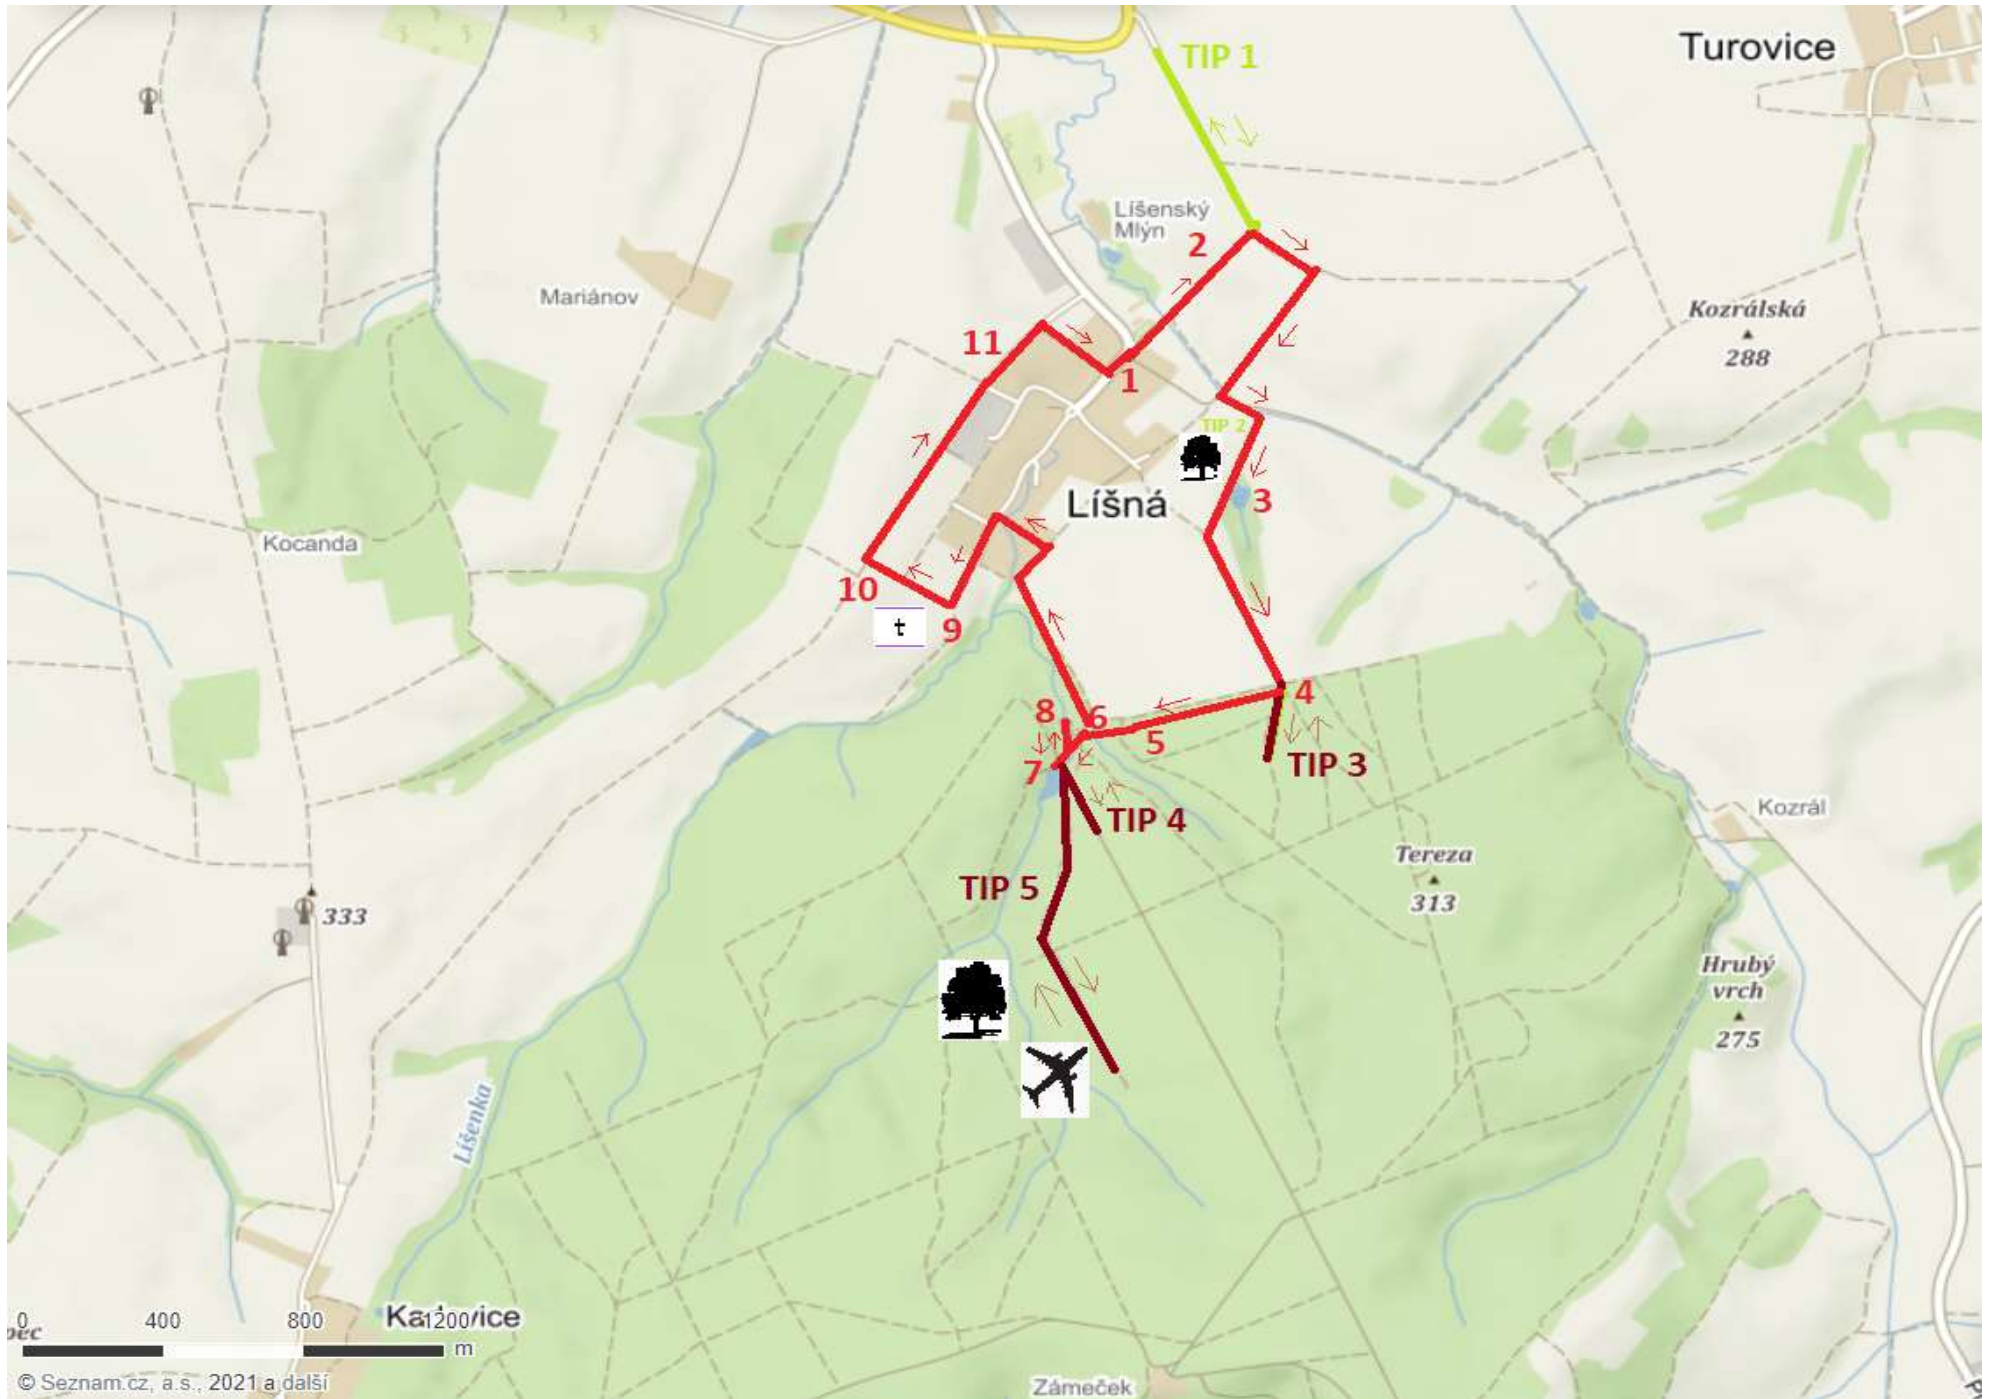 Turovice
TIP 1
Líšenský
Mlýn
2
Mariánov
Kozrálská
288
11
1
TIP 2
3
Líšná
Kocanda
10
t
9
4
8
6
5
7
TIP 3
TIP 4
Kozrál
Tereza
313
TIP 5
333
Hrubý
vrch
275
Líšenka
0 400 800 1200
m
© Seznam.cz, a.s., 2021 a další
Zámeček